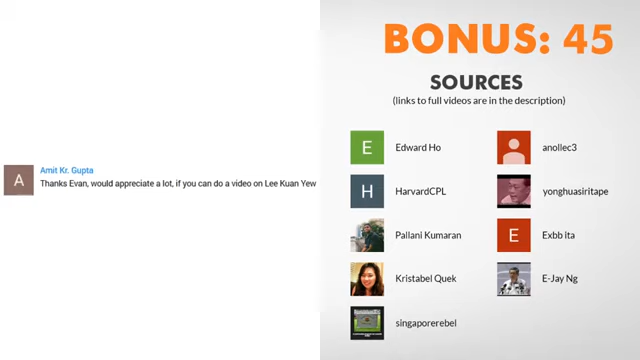 BONUS: 45
SOURCES
(links to full videos are in the description)
A
Amit Kr. Gupta
Thanks Evan, would appreciate a lot, if you can do a video on Lee Kuan Yew
E
Edward Ho
anollec3
H
HarvardCPL
yonghuasiritape
Pallani Kumaran
E
Exbb ita
Kristabel Quek
E-Jay Ng
singaporerebel